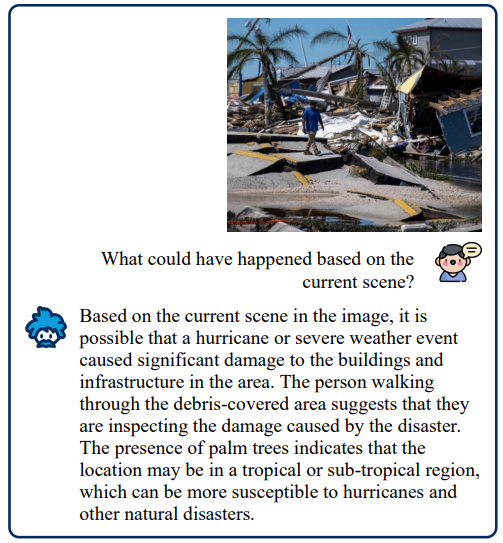 What could have happened based on the
current scene?
Based on the current scene in the image, it is
possible that a hurricane or severe weather event
caused significant damage to the buildings and
infrastructure in the area. The person walking
through the debris-covered area suggests that they
are inspecting the damage caused by the disaster.
The presence of palm trees indicates that the
location may be in a tropical or sub-tropical region,
which can be more susceptible to hurricanes and
other natural disasters.